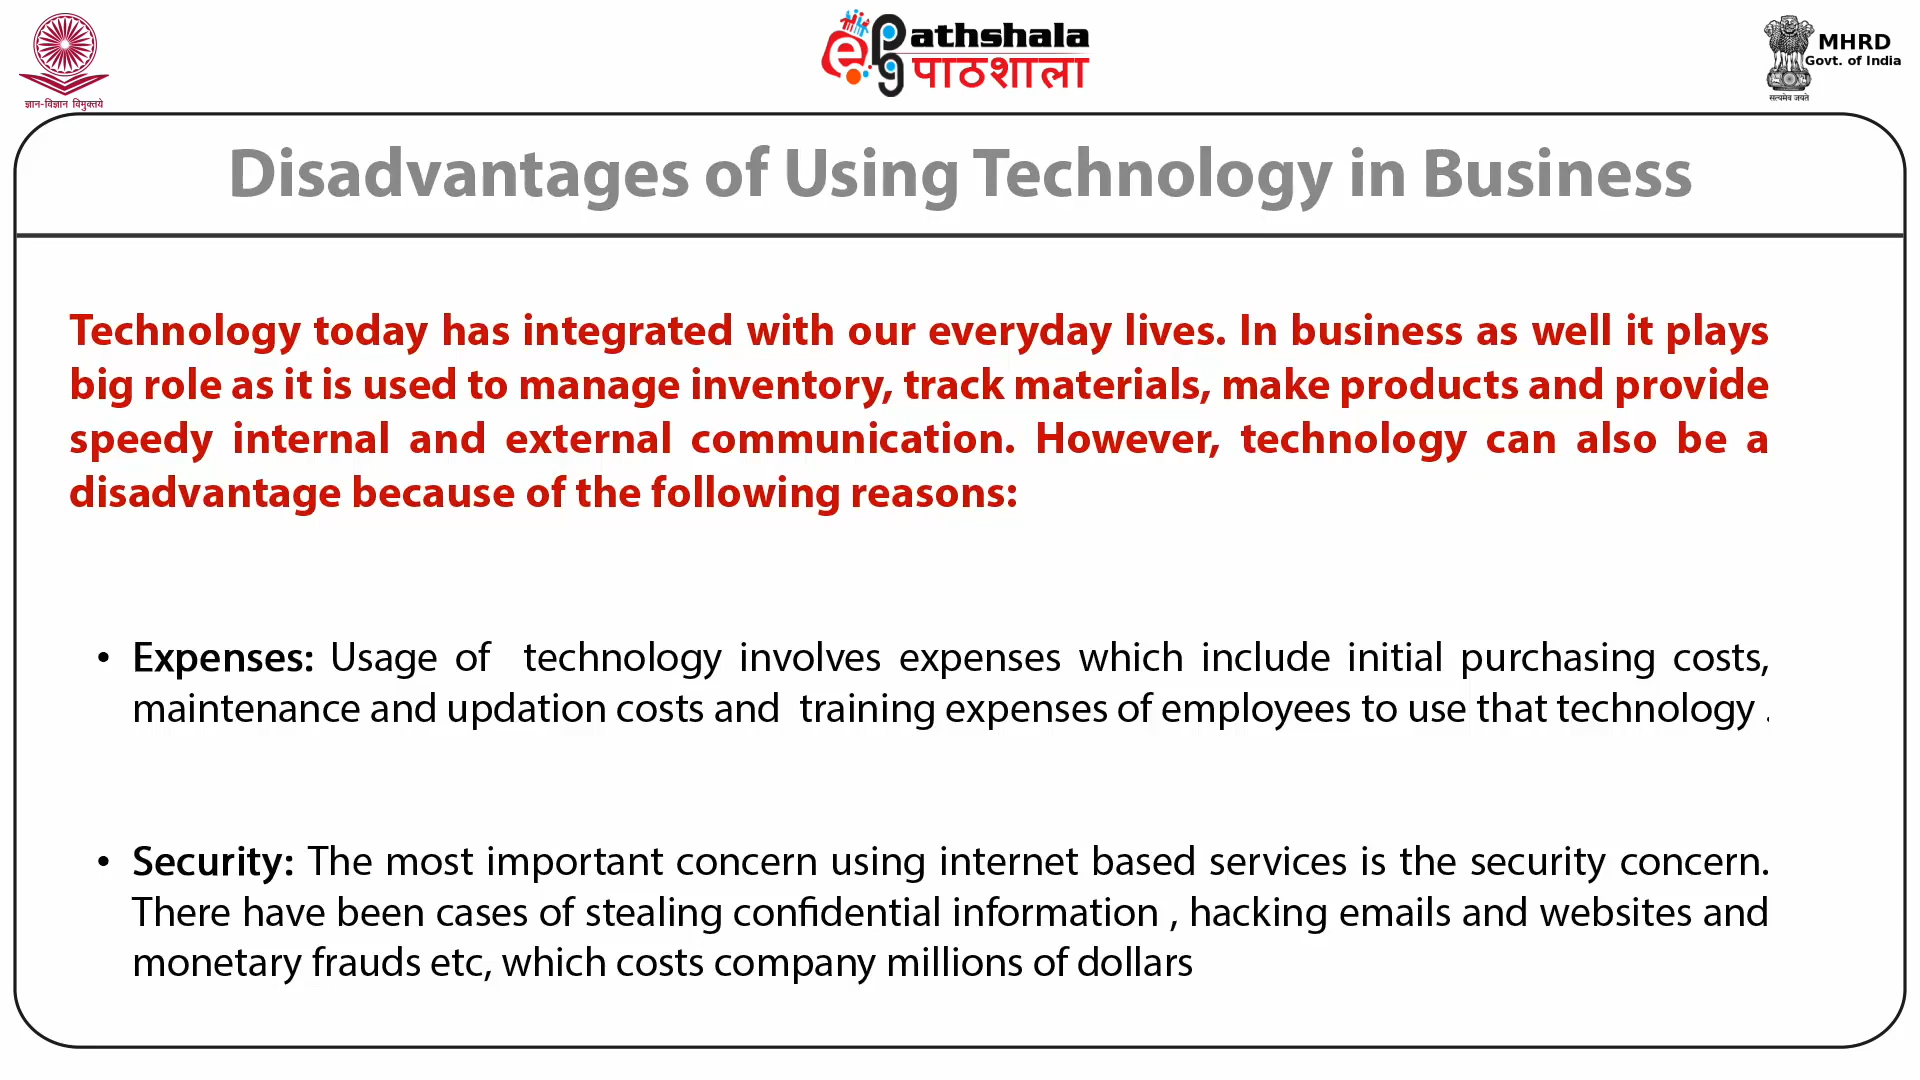 ज्ञान-विज्ञान विमुक्तये
ePathshala
पाठशाला
MHRD
Govt. of India
सत्यमेव जयते
Disadvantages of Using Technology in Business
Technology today has integrated with our everyday lives. In business as well it plays
big role as it is used to manage inventory, track materials, make products and provide
speedy internal and external communication. However, technology can also be a
disadvantage because of the following reasons:
• Expenses: Usage of  technology involves expenses which include initial purchasing costs,
maintenance and updation costs and  training expenses of employees to use that technology .
• Security: The most important concern using internet based services is the security concern.
There have been cases of stealing confidential information , hacking emails and websites and
monetary frauds etc, which costs company millions of dollars